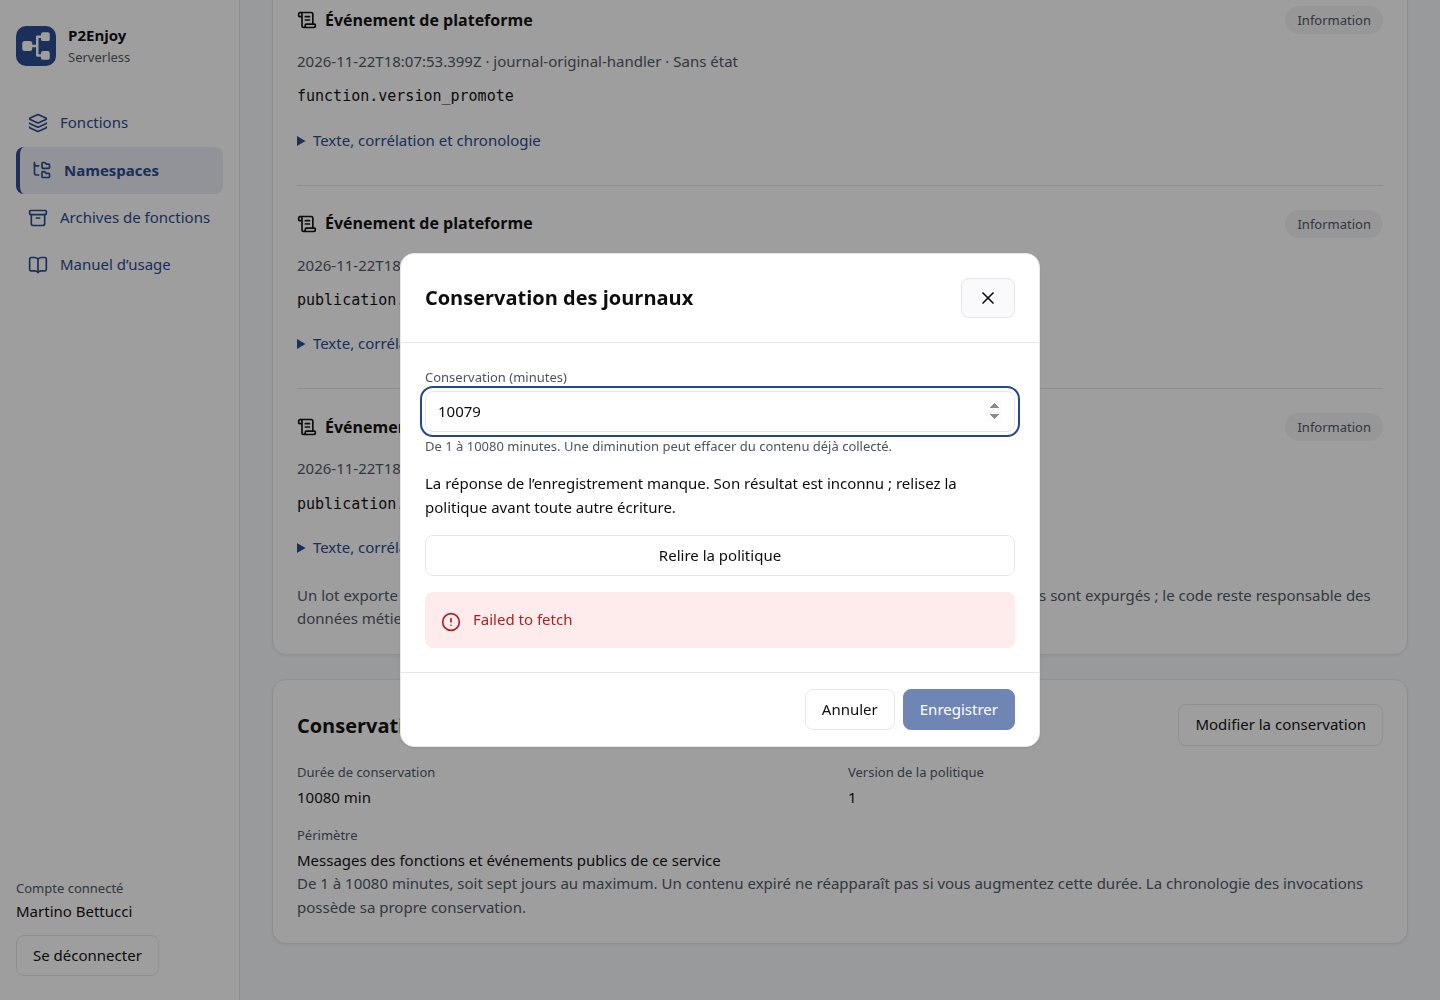 P2Enjoy
Serverless
Fonctions
Namespaces
Archives de fonctions
Manuel d’usage
Compte connecté
Martino Bettucci
Se déconnecter
Événement de plateforme
Information
2026-11-22T18:07:53.399Z · journal-original-handler · Sans état
function.version_promote
Texte, corrélation et chronologie
Événement de plateforme
Information
2026-11-22T18
publication.
Texte, corréla
Information
2026-11-22T18
publication.
Texte, corréla
Un lot exporte
s sont expurgés ; le code reste responsable des
données métie
Conservation des journaux
Conservation (minutes)
10079
De 1 à 10080 minutes. Une diminution peut effacer du contenu déjà collecté.
La réponse de l’enregistrement manque. Son résultat est inconnu ; relisez la
politique avant toute autre écriture.
Relire la politique
Failed to fetch
Annuler
Enregistrer
Conservati
Modifier la conservation
Durée de conservation
Version de la politique
10080 min
1
Périmètre
Messages des fonctions et événements publics de ce service
De 1 à 10080 minutes, soit sept jours au maximum. Un contenu expiré ne réapparaît pas si vous augmentez cette durée. La chronologie des invocations
possède sa propre conservation.